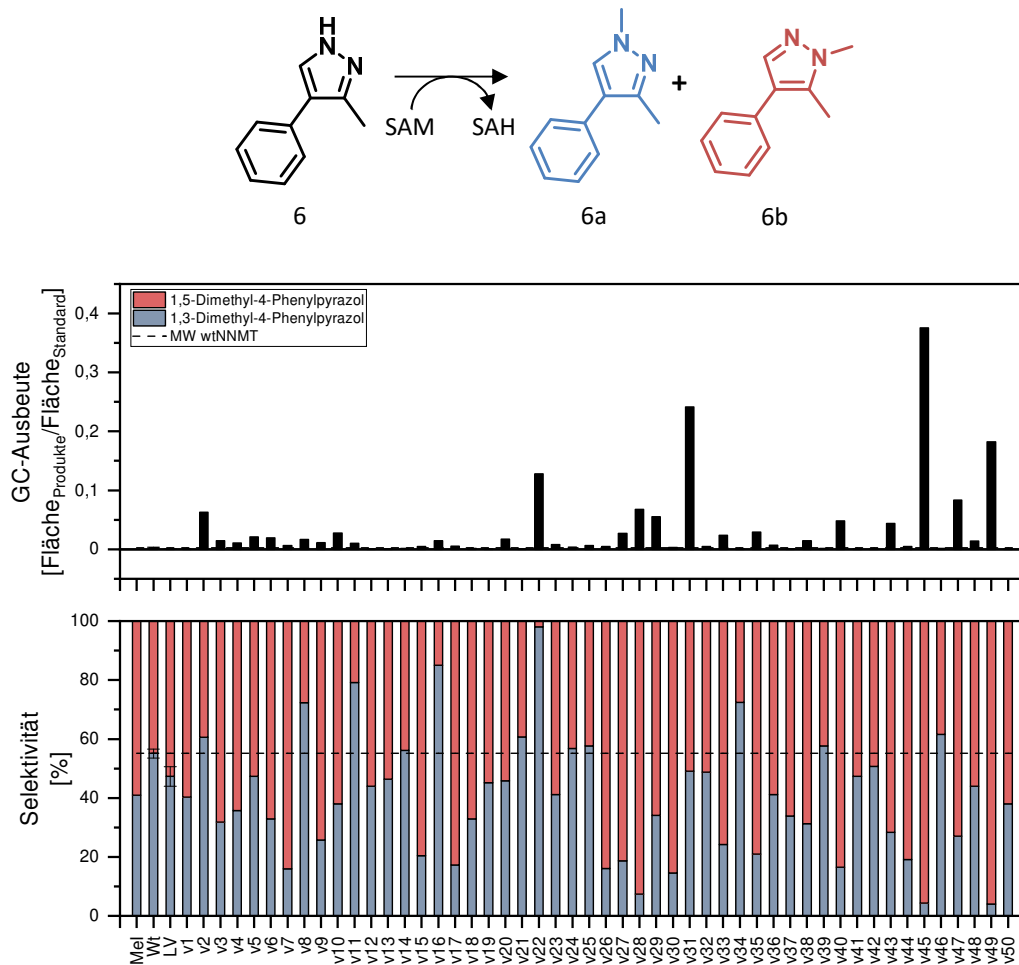 H
N
N
N
N
N
N
+
SAM
SAH
6
6a
6b
GC-Ausbeute
[Fläche_Produkte/Fläche_Standard]
0,4
0,3
0,2
0,1
0
1,5-Dimethyl-4-Phenylpyrazol
1,3-Dimethyl-4-Phenylpyrazol
MW wtNNMT
Selektivität
[%]
100
80
60
40
20
0
Mel Wt LV v1 v2 v3 v4 v5 v6 v7 v8 v9 v10 v11 v12 v13 v14 v15 v16 v17 v18 v19 v20 v21 v22 v23 v24 v25 v26 v27 v28 v29 v30 v31 v32 v33 v34 v35 v36 v37 v38 v39 v40 v41 v42 v43 v44 v45 v46 v47 v48 v49 v50